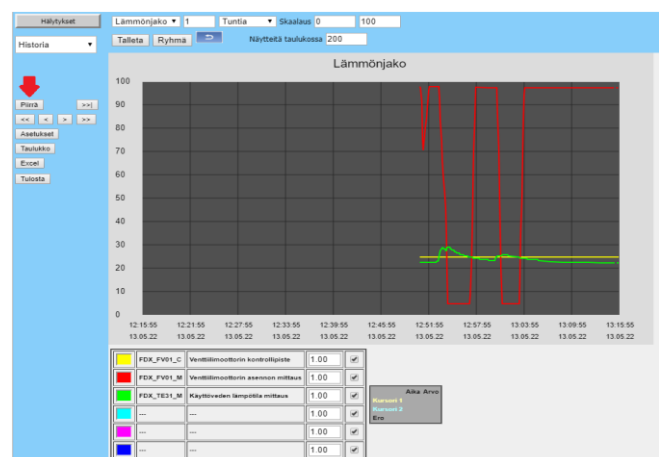 Hälytykset
Lämmönjako 1 Tuntia Skaalaus 0 100
Historia
Talleta Ryhmä Näytteitä taulukossa 200
Lämmönjako
Piirrä >>|
<< < > >>
Asetukset
Taulukko
Excel
Tulosta
100
90
80
70
60
50
40
30
20
10
0
12:15:55 12:21:55 12:27:55 12:33:55 12:39:55 12:45:55 12:51:55 12:57:55 13:03:55 13:09:55 13:15:55
13.05.22 13.05.22 13.05.22 13.05.22 13.05.22 13.05.22 13.05.22 13.05.22 13.05.22 13.05.22 13.05.22
FDX_FV01_C Venttiilimoottorin kontrollipiste 1.00
FDX_FV01_M Venttiilimoottorin asennon mittaus 1.00
FDX_TE31_M Käyttöveden lämpötila mittaus 1.00
--- --- 1.00
--- --- 1.00
--- --- 1.00
Aika Arvo
Kursori 1
Kursori 2
Ero